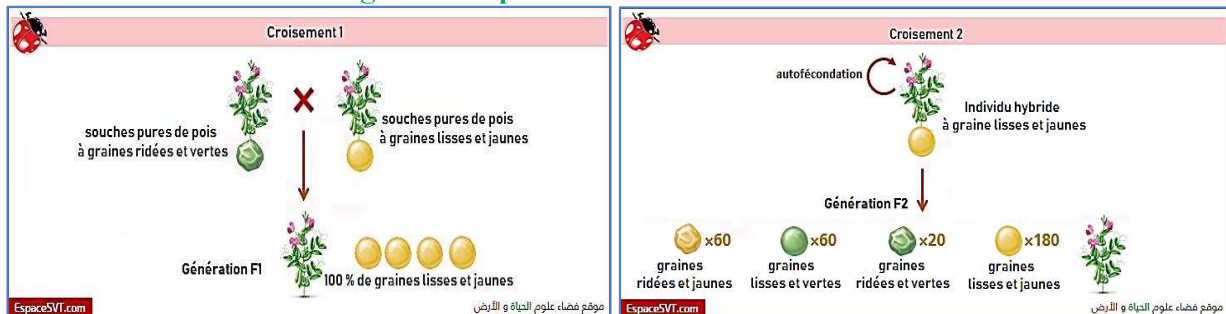 Croisement 1
souches pures de pois
à graines ridées et vertes
souches pures de pois
à graines lisses et jaunes
Génération F1
100 % de graines lisses et jaunes
EspaceSVT.com
موقع فضاء علوم الحياة و الأرض
Croisement 2
autofécondation
Individu hybride
à graine lisses et jaunes
Génération F2
×60
graines
ridées et jaunes
×60
graines
lisses et vertes
×20
graines
ridées et vertes
×180
graines
lisses et jaunes
EspaceSVT.com
موقع فضاء علوم الحياة و الأرض